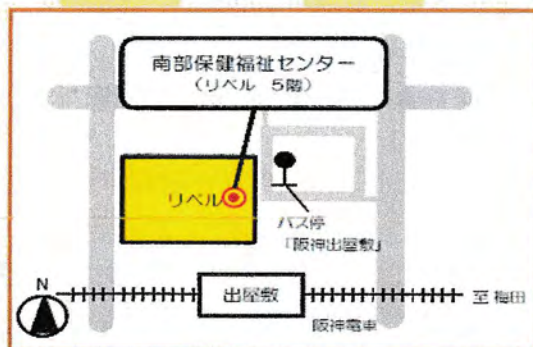 南部保健福祉センター
（リベル 5階）
リベル
バス停
「阪神出屋敷」
N
出屋敷
至 梅田
阪神電車